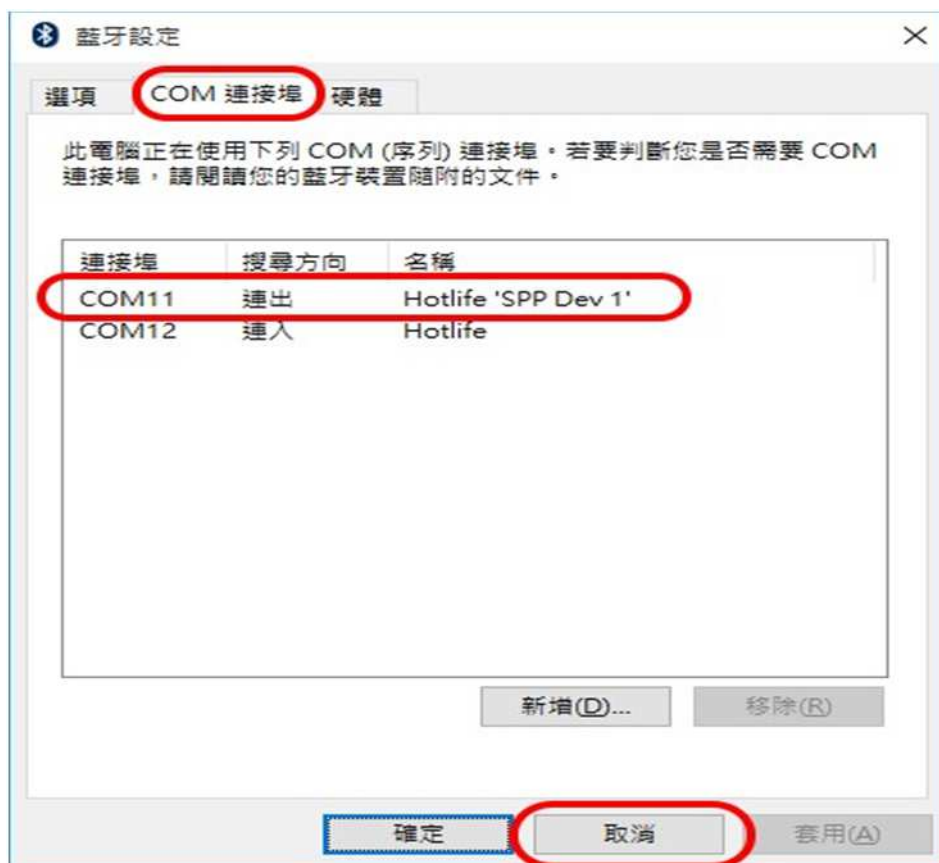 藍牙設定
選項 COM 連接埠 硬體
此電腦正在使用下列 COM (序列) 連接埠。若要判斷您是否需要 COM
連接埠，請閱讀您的藍牙裝置隨附的文件。
連接埠 搜尋方向 名稱
COM11 連出 Hotlife 'SPP Dev 1'
COM12 連入 Hotlife
新增(D)... 移除(R)
確定 取消 套用(A)